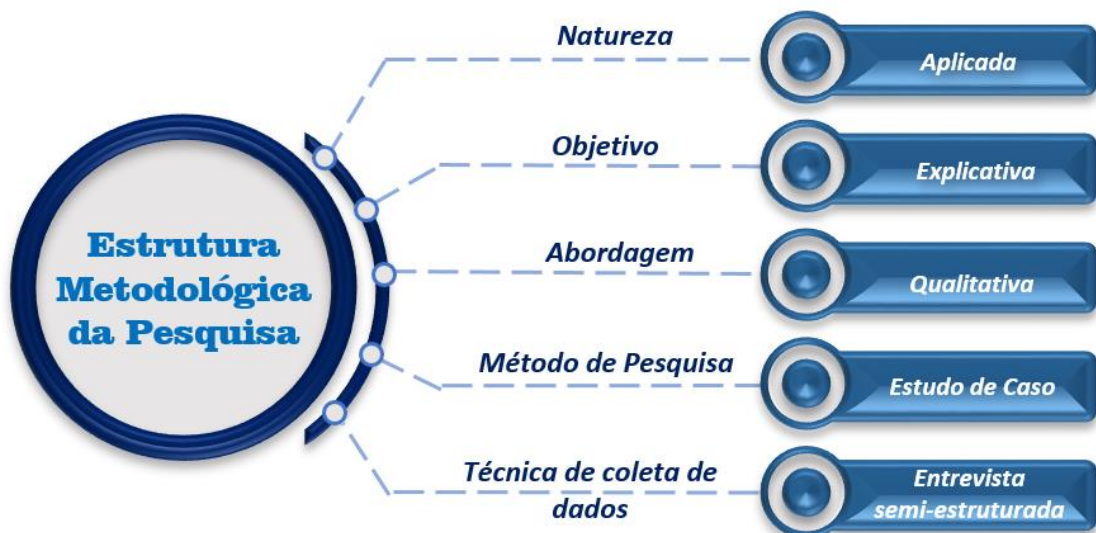 Estrutura
Metodológica
da Pesquisa
Natureza
Aplicada
Objetivo
Explicativa
Abordagem
Qualitativa
Método de Pesquisa
Estudo de Caso
Técnica de coleta de
dados
Entrevista
semi-estruturada